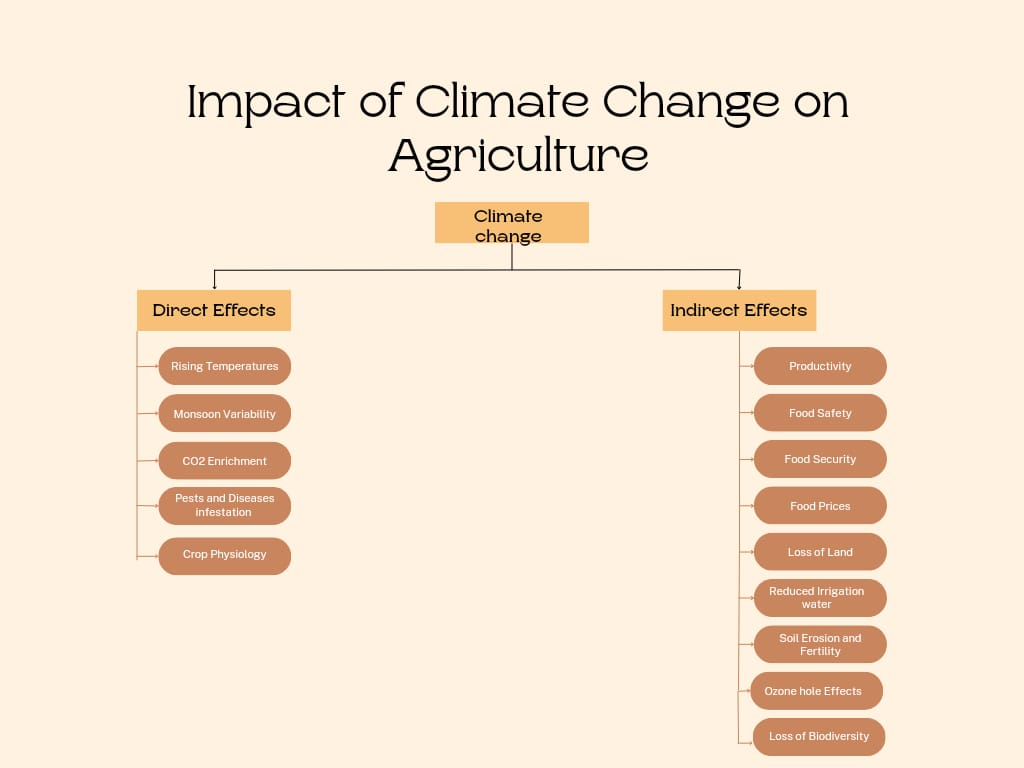 Impact of Climate Change on
Agriculture
Climate
change
Direct Effects
Rising Temperatures
Monsoon Variability
CO2 Enrichment
Pests and Diseases
infestation
Crop Physiology
Indirect Effects
Productivity
Food Safety
Food Security
Food Prices
Loss of Land
Reduced Irrigation
water
Soil Erosion and
Fertility
Ozone hole Effects
Loss of Biodiversity